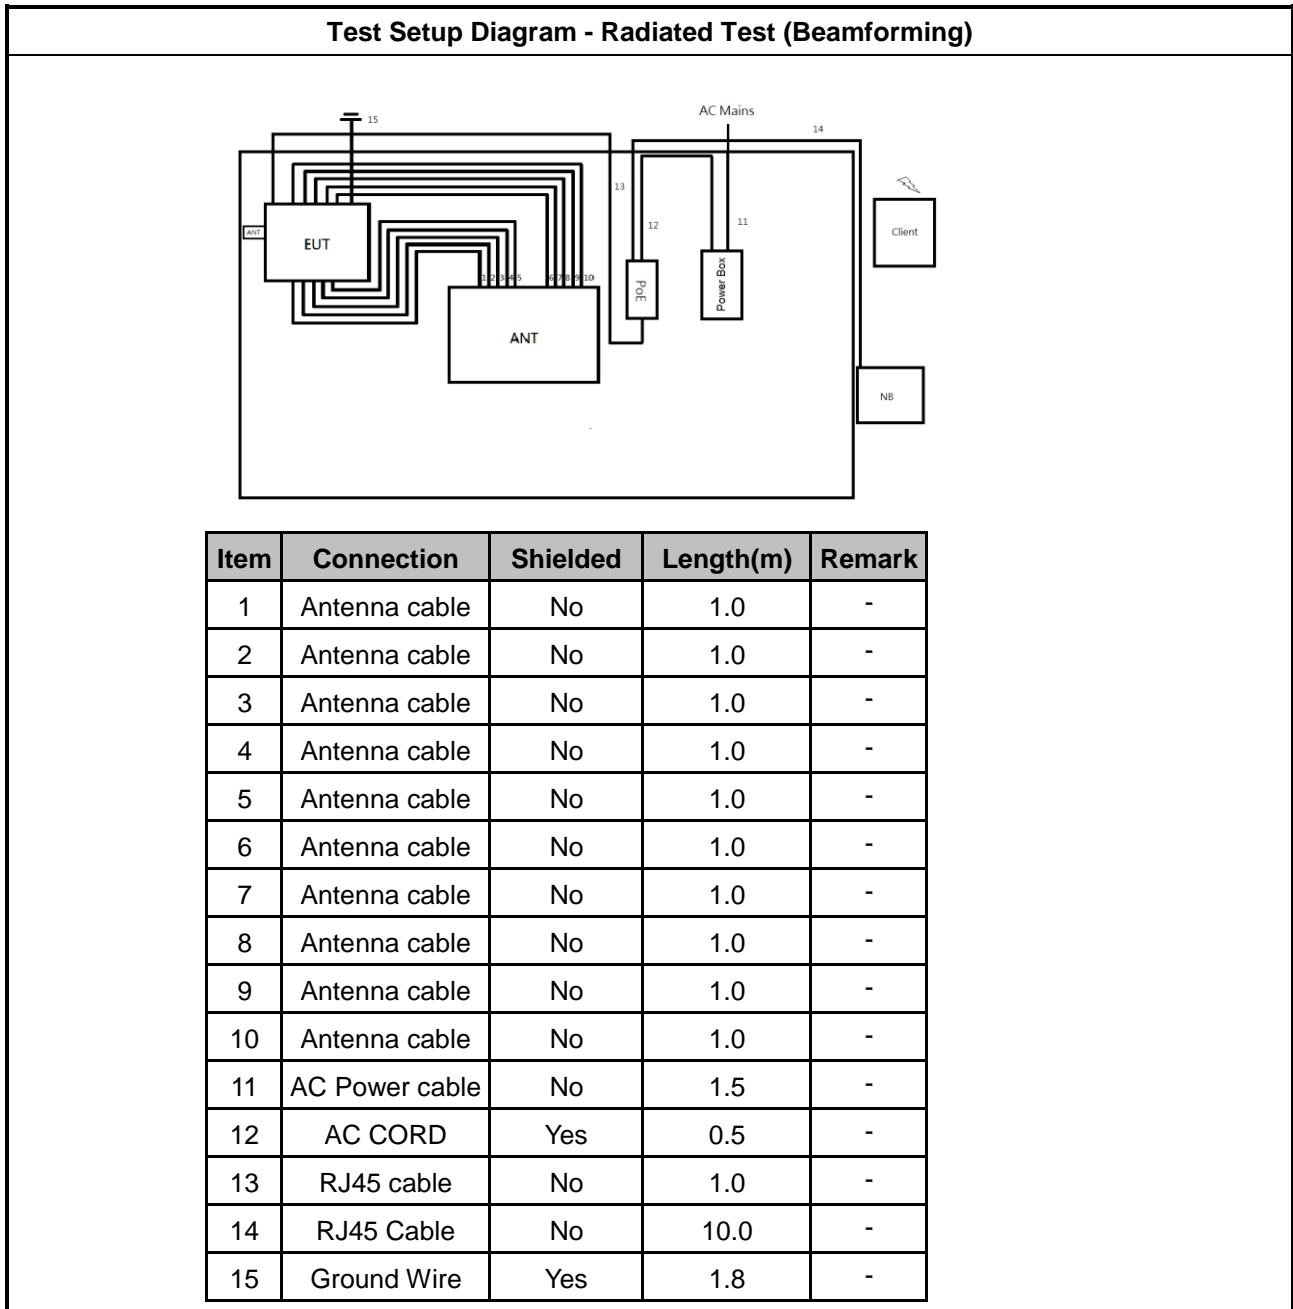 Test Setup Diagram - Radiated Test (Beamforming)
AC Mains
15
14
13
12
11
ANT
EUT
Client
1 2 3 4 5 6 7 8 9 10
PoE
Power Box
ANT
NB
Item Connection Shielded Length(m) Remark
1 Antenna cable No 1.0 -
2 Antenna cable No 1.0 -
3 Antenna cable No 1.0 -
4 Antenna cable No 1.0 -
5 Antenna cable No 1.0 -
6 Antenna cable No 1.0 -
7 Antenna cable No 1.0 -
8 Antenna cable No 1.0 -
9 Antenna cable No 1.0 -
10 Antenna cable No 1.0 -
11 AC Power cable No 1.5 -
12 AC CORD Yes 0.5 -
13 RJ45 cable No 1.0 -
14 RJ45 Cable No 10.0 -
15 Ground Wire Yes 1.8 -